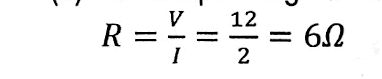 R = V/I = 12/2 = 6Ω